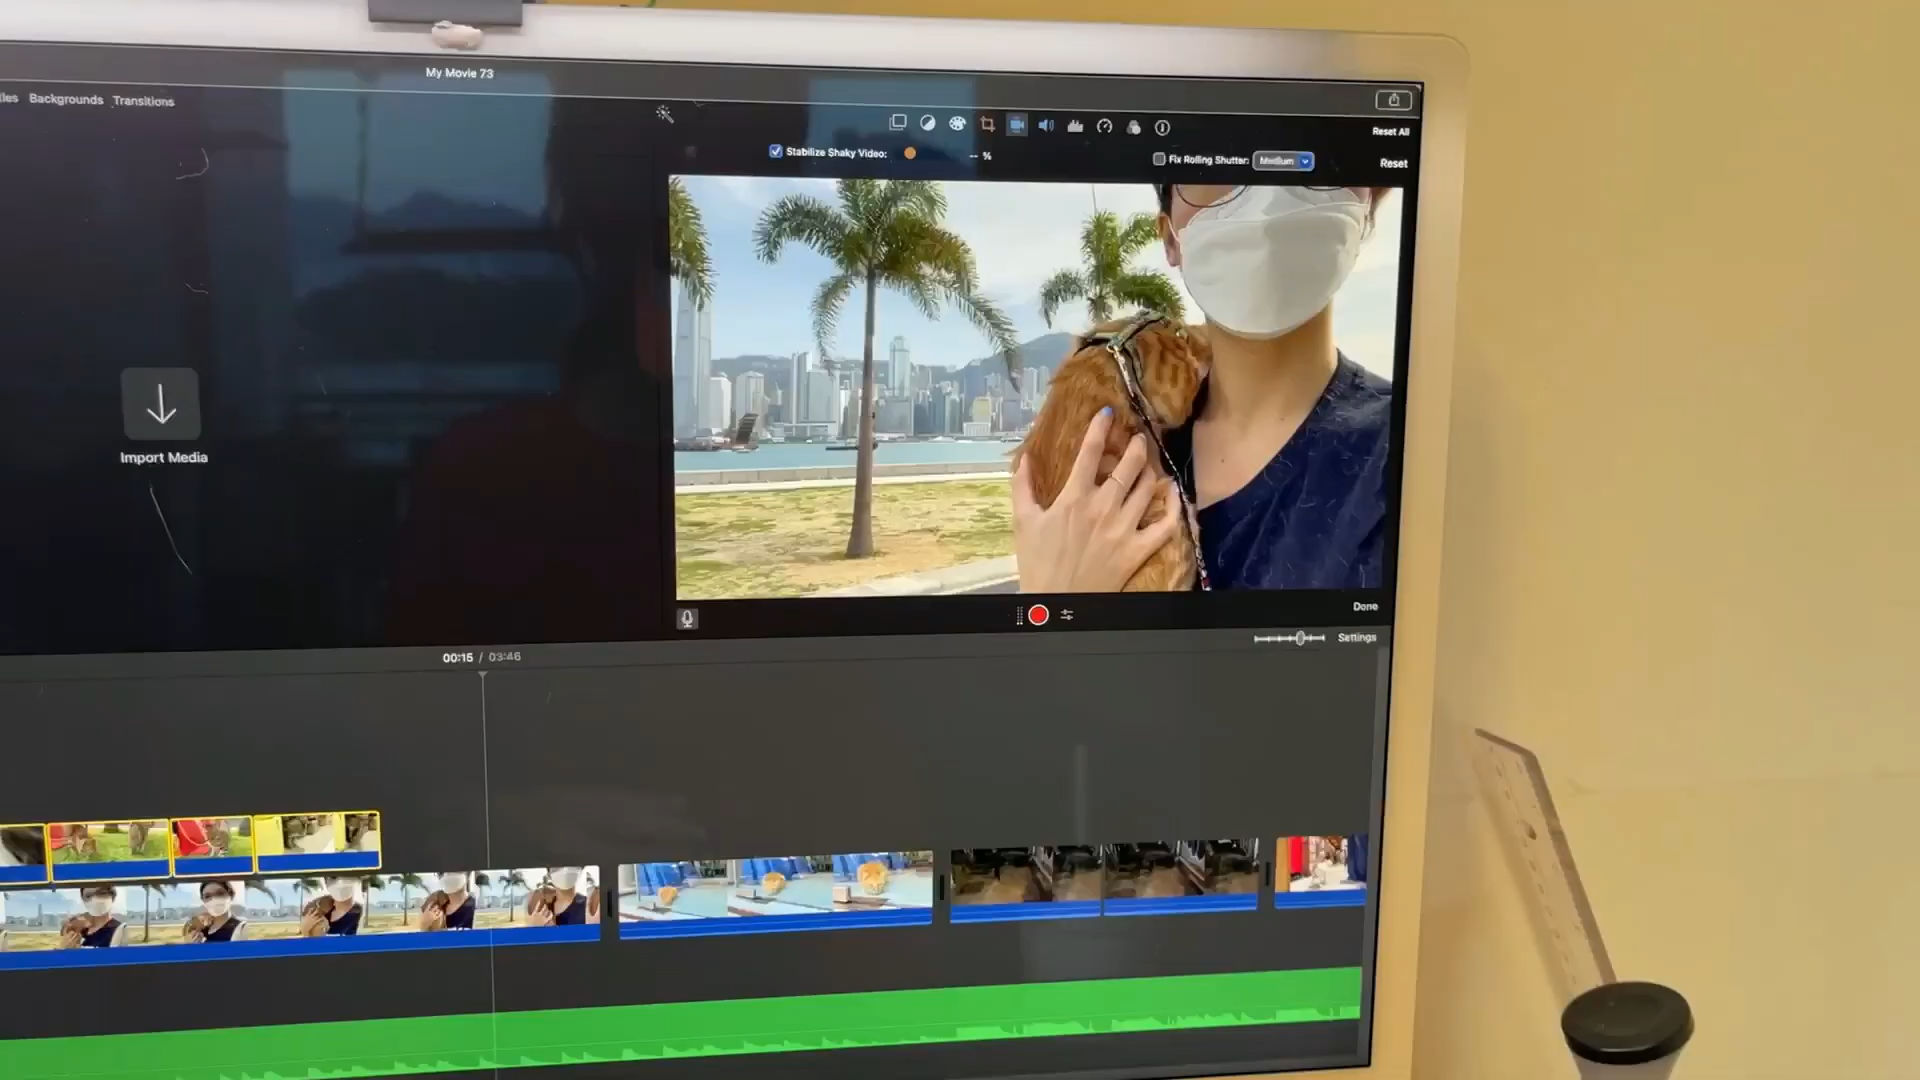 My Movie 73
Backgrounds Transitions
Reset All
Stabilize Shaky Video: -- % Fix Rolling Shutter: Medium Reset
Import Media
Done
00:15 / 03:46 Settings